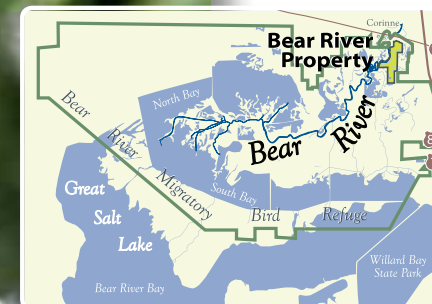 Corinne
Bear River
Property
North Bay
Bear
River
Bear
River
Migratory
Bird
Refuge
South Bay
Great
Salt
Lake
Bear River Bay
Willard Bay
State Park